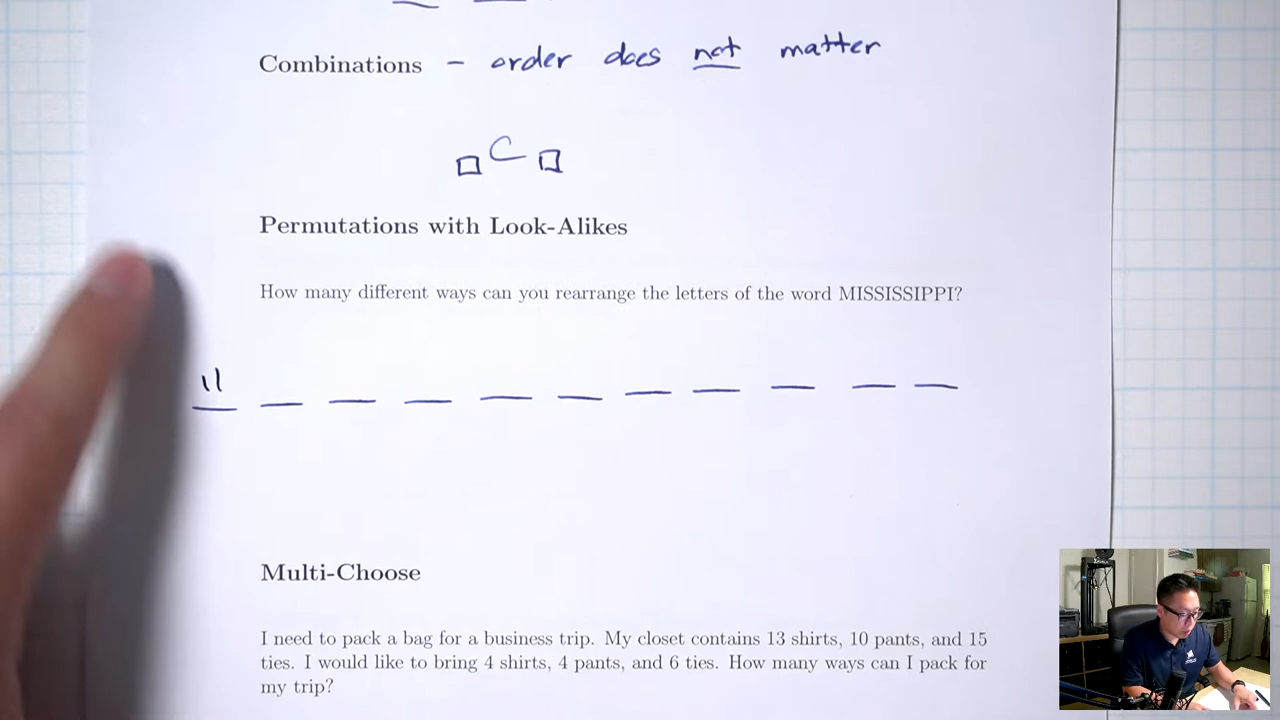 Combinations - order does not matter
□ C □
Permutations with Look-Alikes
How many different ways can you rearrange the letters of the word MISSISSIPPI?
11
Multi-Choose
I need to pack a bag for a business trip. My closet contains 13 shirts, 10 pants, and 15
ties. I would like to bring 4 shirts, 4 pants, and 6 ties. How many ways can I pack for
my trip?